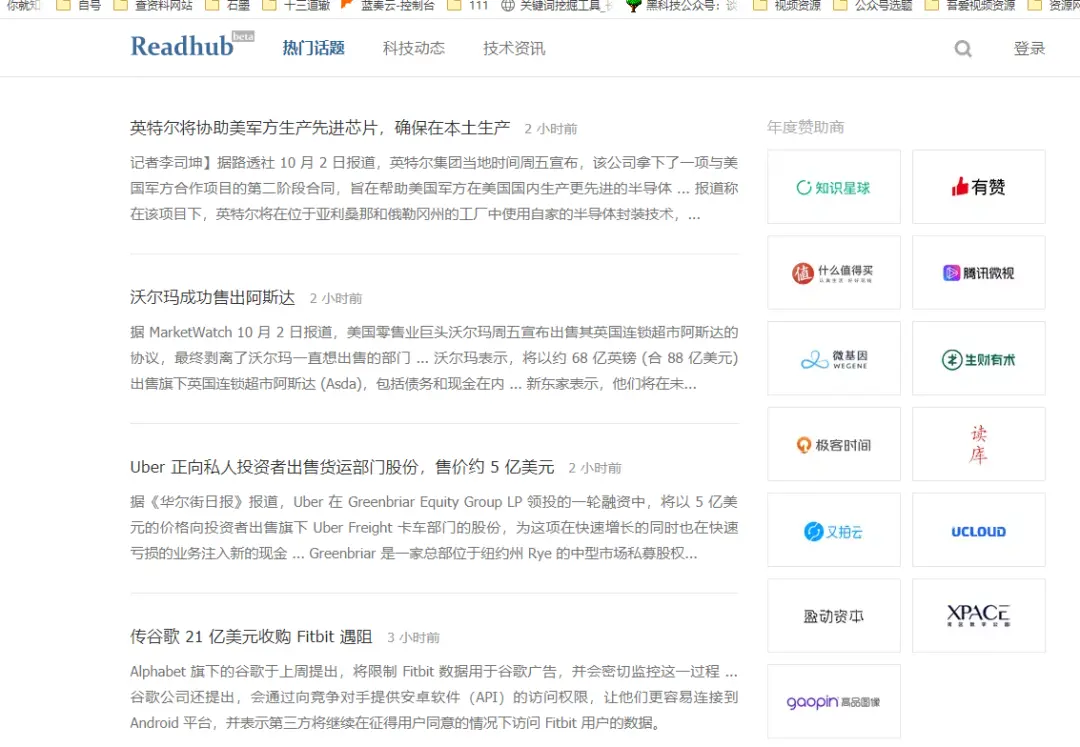 你就知
自号
查资料网站
石墨
十三道辙
蓝奏云-控制台
111
关键词挖掘工具
黑科技公众号：
视频资源
公众号选题
吾爱视频资源
资源网
Readhub beta
热门话题
科技动态
技术资讯
登录
英特尔将协助美军方生产先进芯片，确保在本土生产 2 小时前
记者李司坤】据路透社 10 月 2 日报道，英特尔集团当地时间周五宣布，该公司拿下了一项与美
国军方合作项目的第二阶段合同，旨在帮助美国军方在美国国内生产更先进的半导体 ... 报道称
在该项目下，英特尔将在位于亚利桑那和俄勒冈州的工厂中使用自家的半导体封装技术，...
沃尔玛成功售出阿斯达 2 小时前
据 MarketWatch 10 月 2 日报道，美国零售业巨头沃尔玛周五宣布出售其英国连锁超市阿斯达的
协议，最终剥离了沃尔玛一直想出售的部门 ... 沃尔玛表示，将以约 68 亿英镑 (合 88 亿美元)
出售旗下英国连锁超市阿斯达 (Asda)，包括债务和现金在内 ... 新东家表示，他们将在未...
Uber 正向私人投资者出售货运部门股份，售价约 5 亿美元 2 小时前
据《华尔街日报》报道，Uber 在 Greenbriar Equity Group LP 领投的一轮融资中，将以 5 亿美
元的价格向投资者出售旗下 Uber Freight 卡车部门的股份，为这项在快速增长的同时也在快速
亏损的业务注入新的现金 ... Greenbriar 是一家总部位于纽约州 Rye 的中型市场私募股权...
传谷歌 21 亿美元收购 Fitbit 遇阻 3 小时前
Alphabet 旗下的谷歌于上周提出，将限制 Fitbit 数据用于谷歌广告，并会密切监控这一过程 ...
谷歌公司还提出，会通过向竞争对手提供安卓软件（API）的访问权限，让他们更容易连接到
Android 平台，并表示第三方将继续在征得用户同意的情况下访问 Fitbit 用户的数据。
年度赞助商
知识星球
有赞
值 什么值得买
腾讯微视
微基因
WEGENE
生财有术
极客时间
读
库
又拍云
UCLOUD
盈动资本
XPACE
gaopin 高品图像